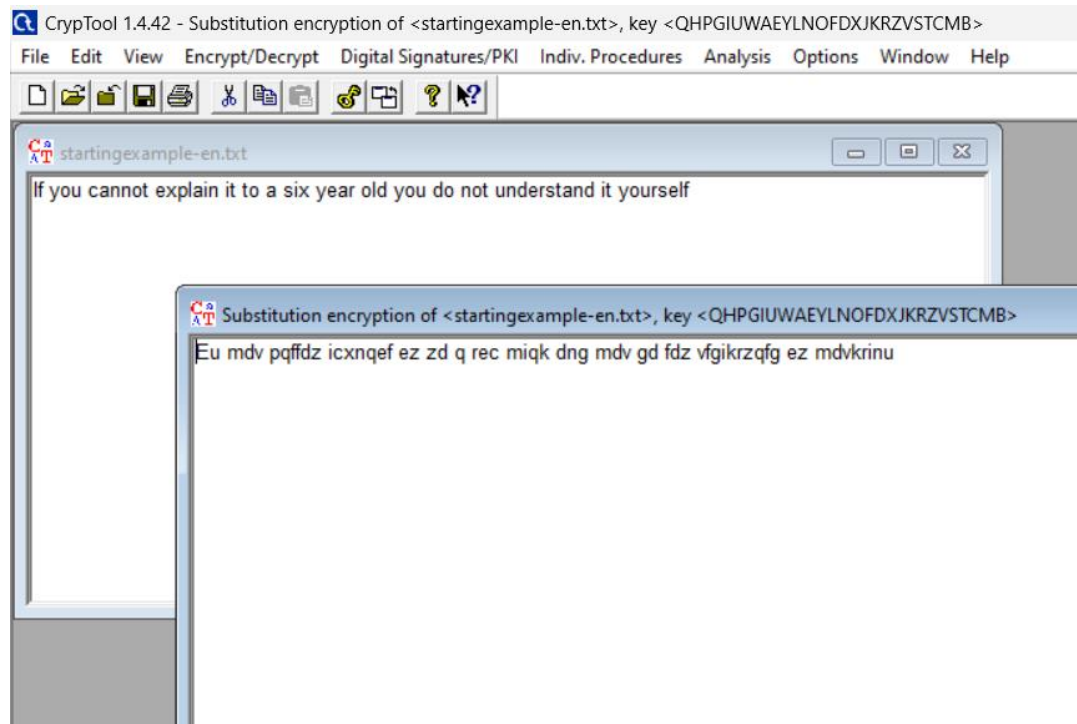 CrypTool 1.4.42 - Substitution encryption of <startingexample-en.txt>, key <QHPGIUWAEYLNOFDXJKRZVSTCMB>
File Edit View Encrypt/Decrypt Digital Signatures/PKI Indiv. Procedures Analysis Options Window Help
startingexample-en.txt
If you cannot explain it to a six year old you do not understand it yourself
Substitution encryption of <startingexample-en.txt>, key <QHPGIUWAEYLNOFDXJKRZVSTCMB>
Eu mdv pqffdz icxnqef ez zd q rec miqk dng mdv gd fdz vfgikrzqfg ez mdvkrinu